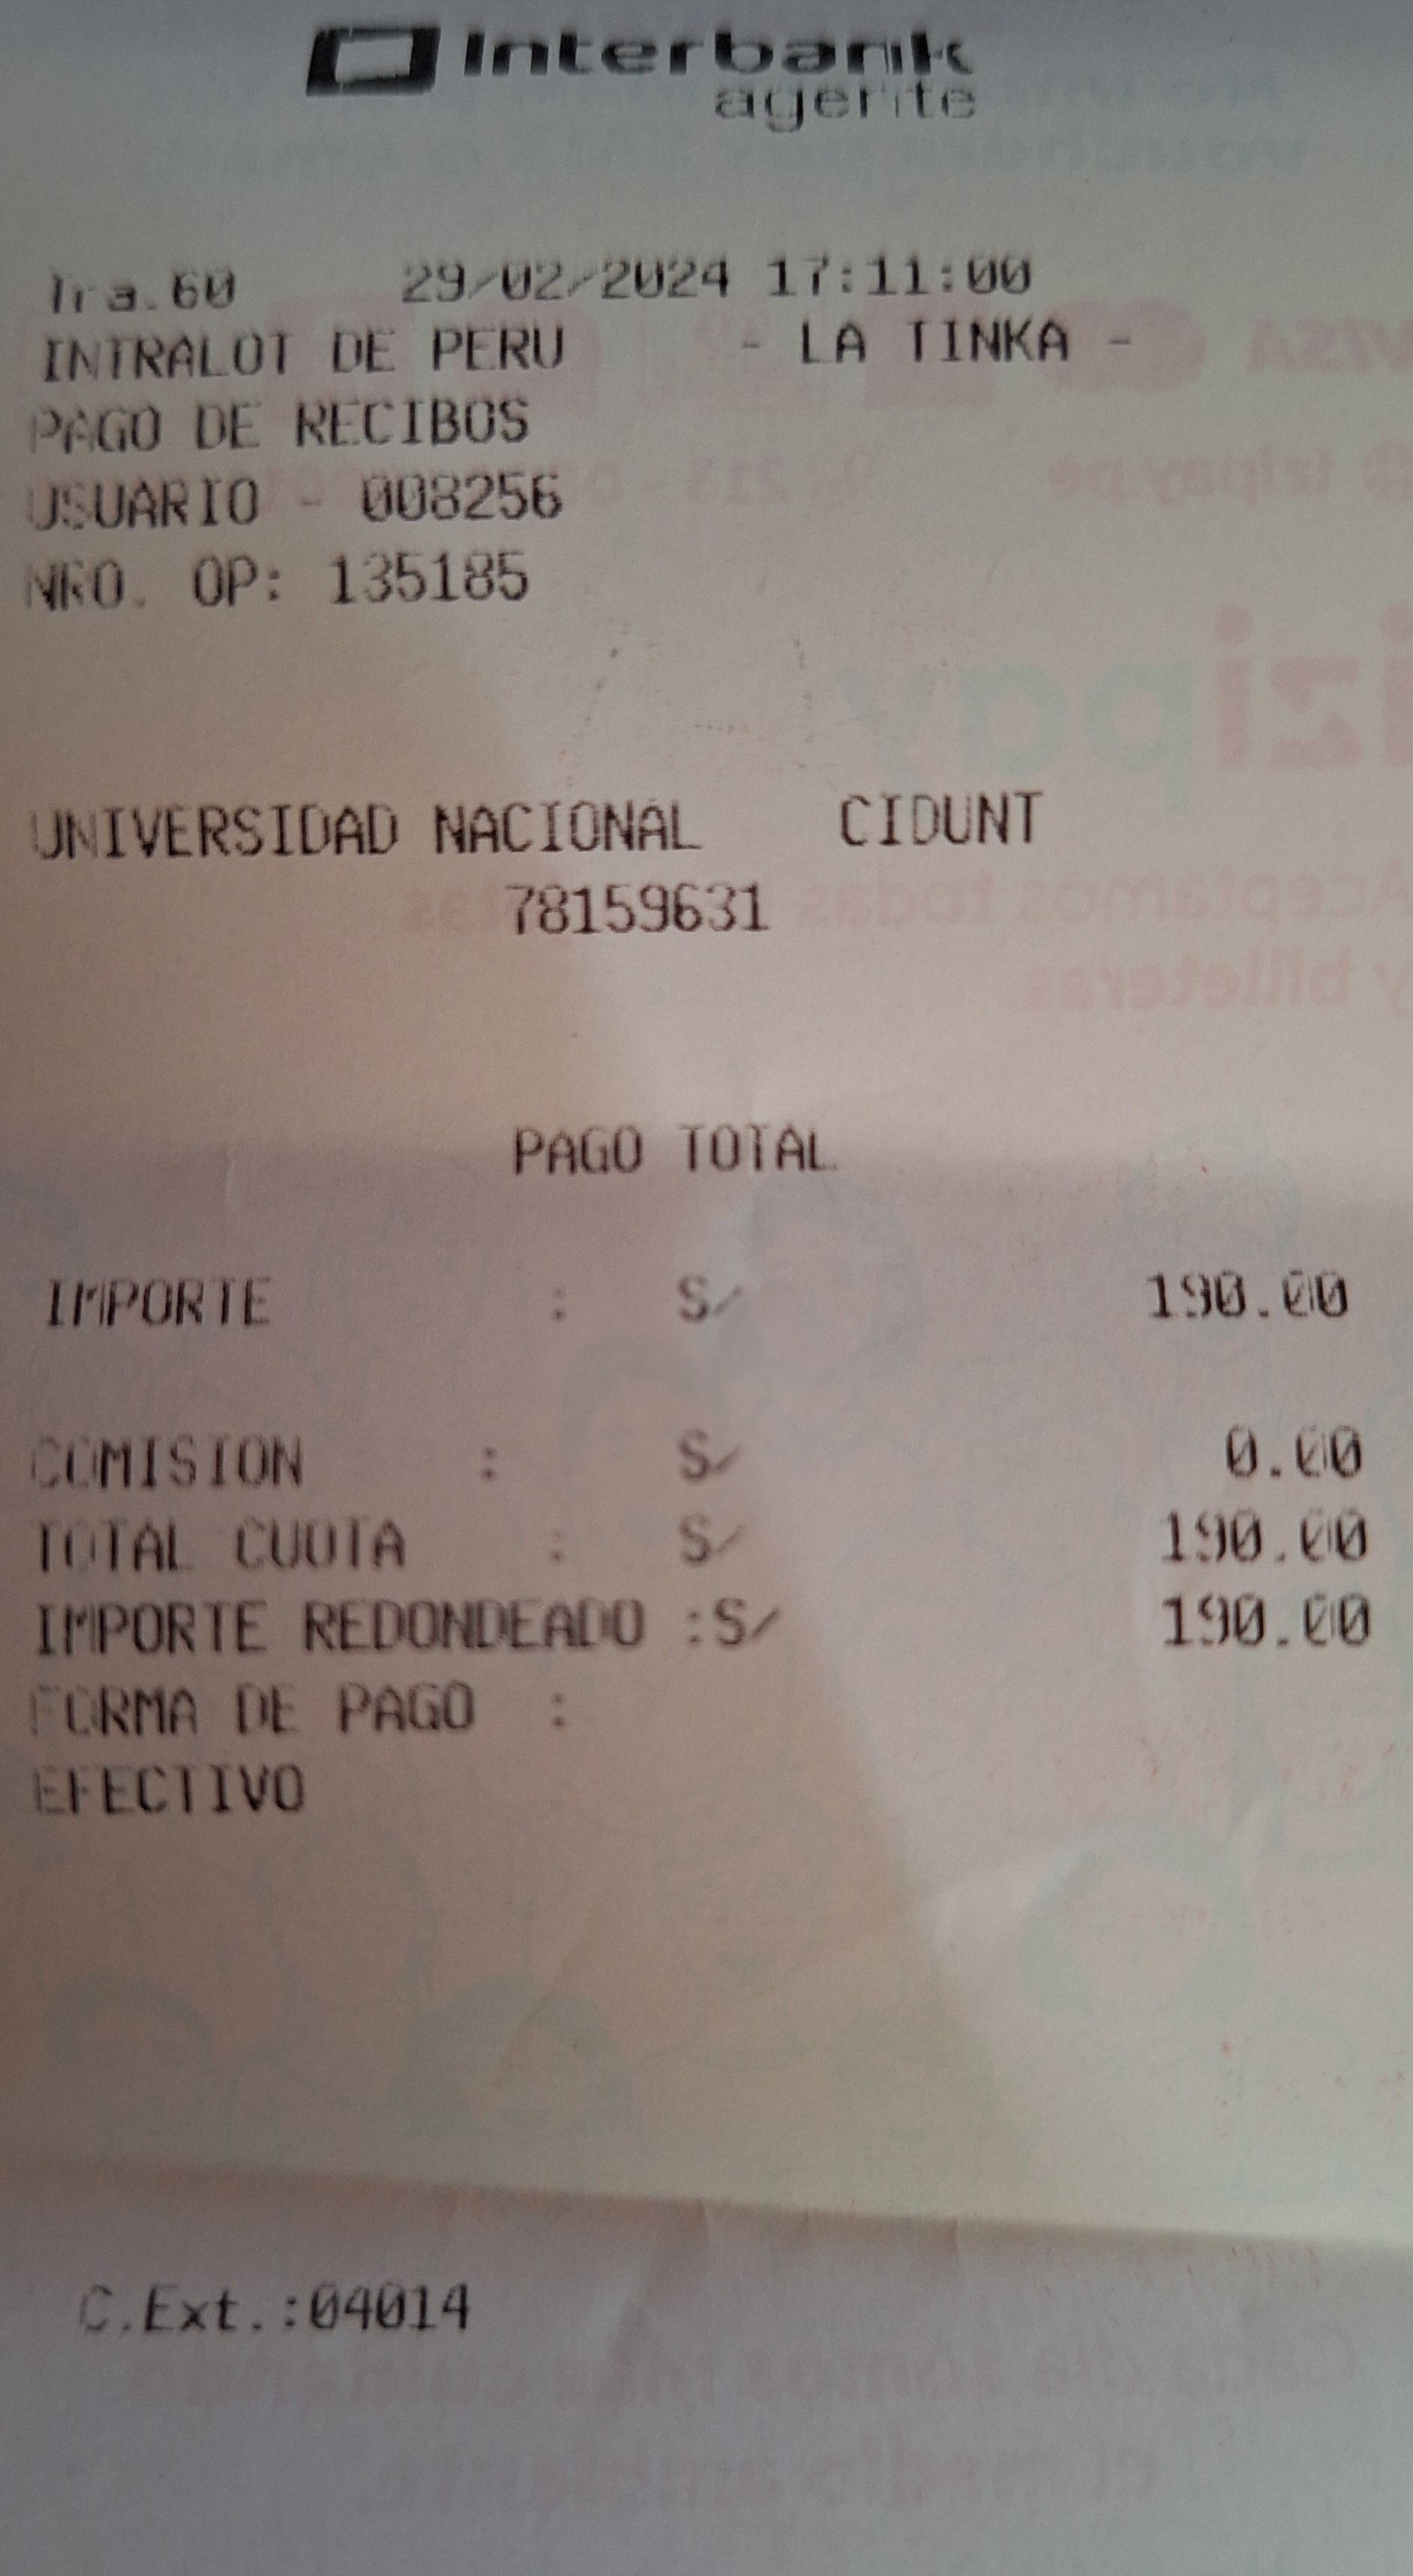 Interbank
agente
Tra.60 29/02/2024 17:11:00
INTRALOT DE PERU - LA TINKA -
PAGO DE RECIBOS
USUARIO - 008256
NRO. OP: 135185
izipay
UNIVERSIDAD NACIONAL CIDUNT
78159631
PAGO TOTAL
IMPORTE : S/ 190.00
COMISION : S/ 0.00
TOTAL CUOTA : S/ 190.00
IMPORTE REDONDEADO :S/ 190.00
FORMA DE PAGO :
EFECTIVO
C.Ext.:04014